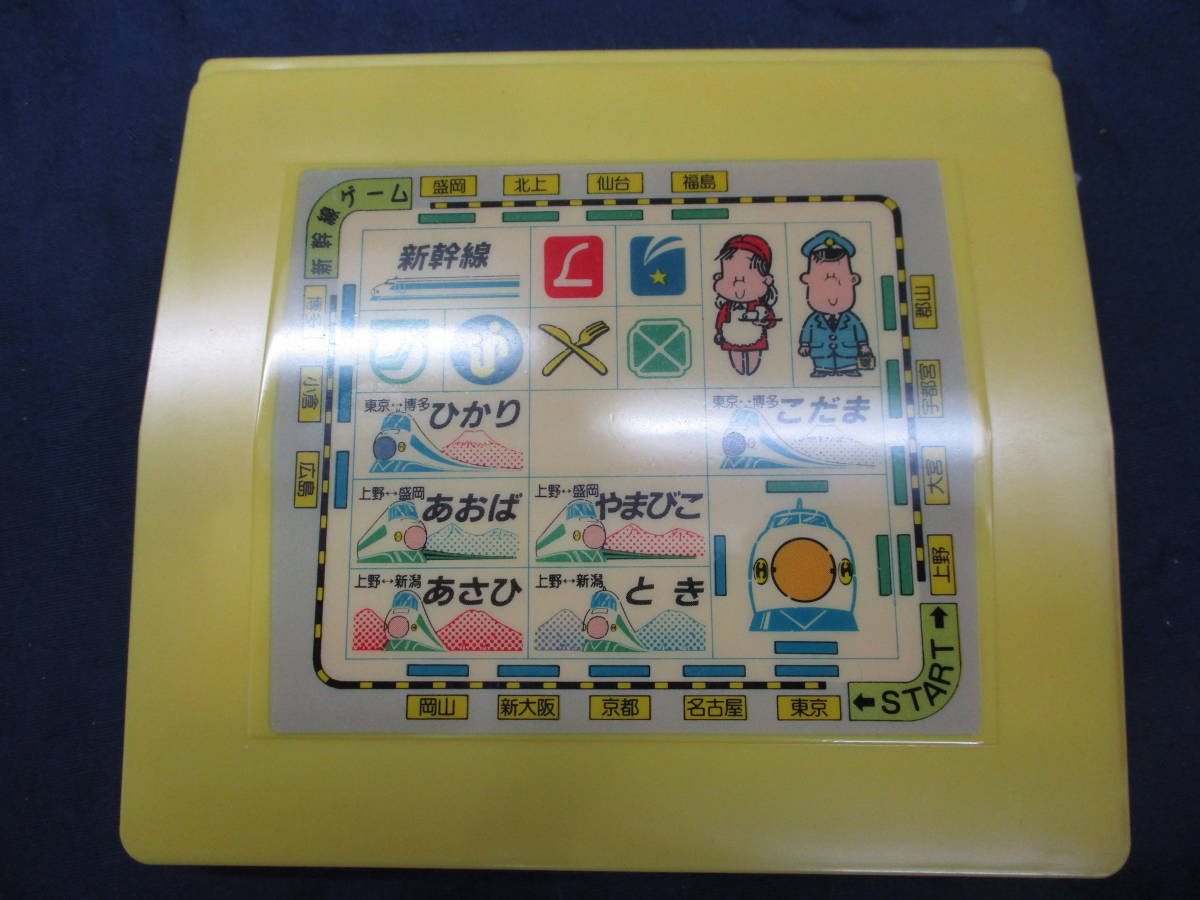 新幹線ゲーム
盛岡
北上
仙台
福島
新幹線
郡山
宇都宮
大宮
上野
小倉
広島
東京↔博多
ひかり
東京↔博多
こだま
上野↔盛岡
あおば
上野↔盛岡
やまびこ
上野↔新潟
あさひ
上野↔新潟
とき
岡山
新大阪
京都
名古屋
東京
←START→